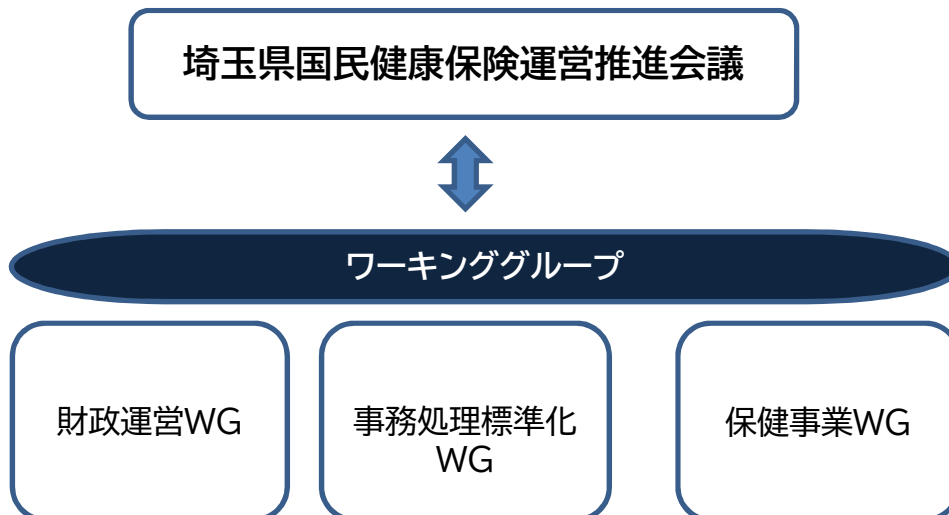 埼玉県国民健康保険運営推進会議
ワーキンググループ
財政運営WG
事務処理標準化
WG
保健事業WG